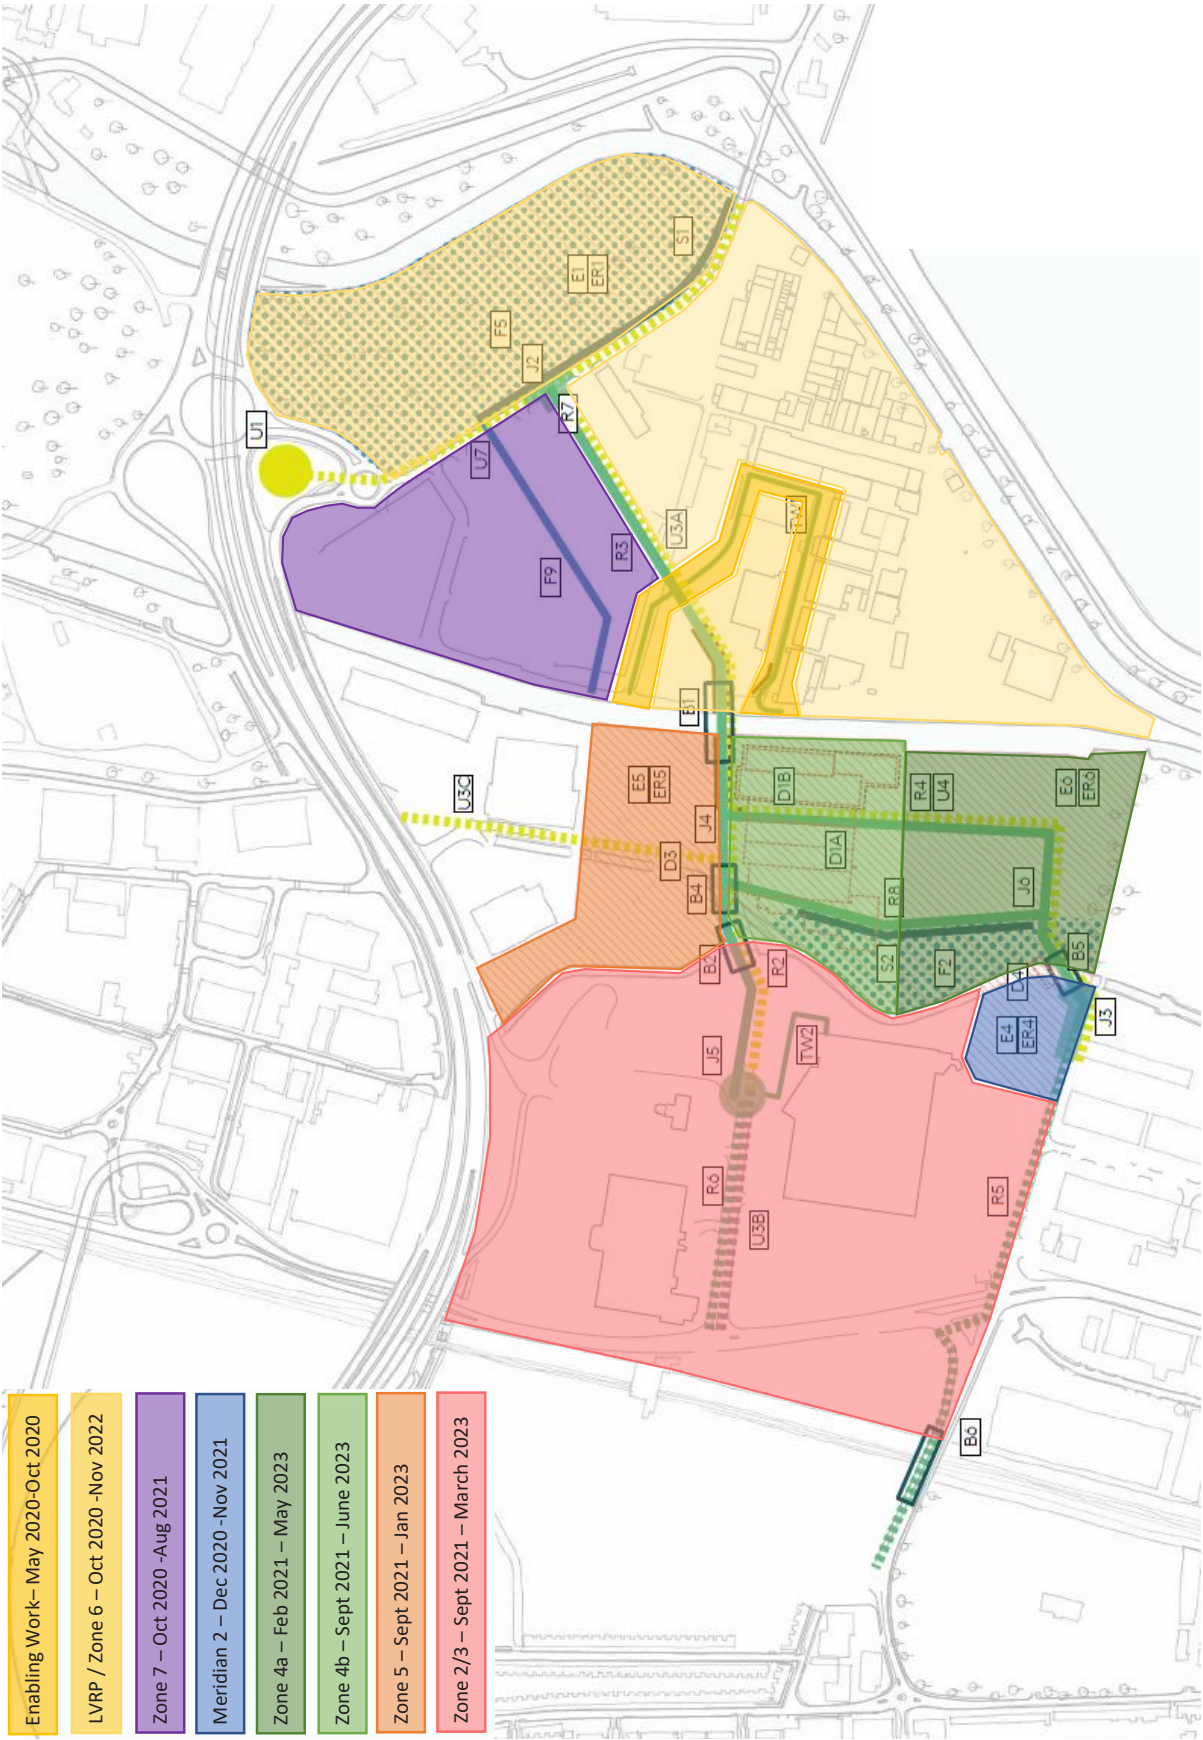 Enabling Work– May 2020-Oct 2020
LVRP / Zone 6 – Oct 2020 -Nov 2022
Zone 7 – Oct 2020 -Aug 2021
Meridian 2 – Dec 2020 -Nov 2021
Zone 4a – Feb 2021 – May 2023
Zone 4b – Sept 2021 – June 2023
Zone 5 – Sept 2021 – Jan 2023
Zone 2/3 – Sept 2021 – March 2023
U1
S1
E1
ER1
F5
J2
R7
U7
U3A
R3
F9
TW1
B1
U3C
E5
ER5
J4
D3
B4
B2
R2
D1B
D1A
R4
U4
E6
ER6
R8
J6
S2
F2
D4
B5
E4
ER4
J3
J5
TW2
R6
U3B
R5
B6